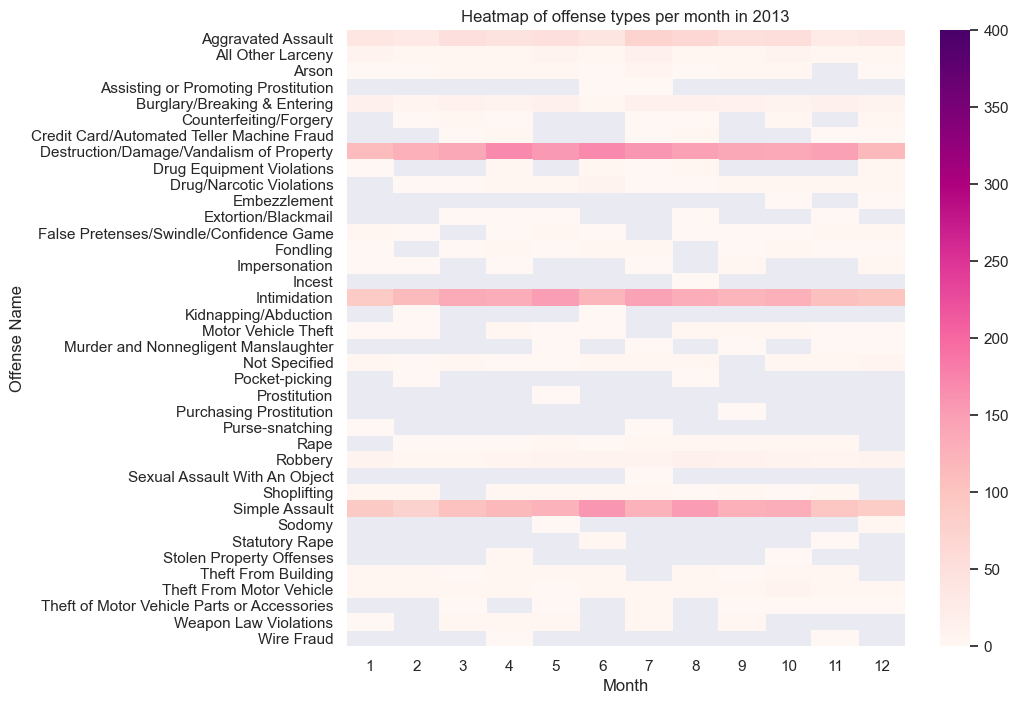 Heatmap of offense types per month in 2013
Offense Name
Aggravated Assault
All Other Larceny
Arson
Assisting or Promoting Prostitution
Burglary/Breaking & Entering
Counterfeiting/Forgery
Credit Card/Automated Teller Machine Fraud
Destruction/Damage/Vandalism of Property
Drug Equipment Violations
Drug/Narcotic Violations
Embezzlement
Extortion/Blackmail
False Pretenses/Swindle/Confidence Game
Fondling
Impersonation
Incest
Intimidation
Kidnapping/Abduction
Motor Vehicle Theft
Murder and Nonnegligent Manslaughter
Not Specified
Pocket-picking
Prostitution
Purchasing Prostitution
Purse-snatching
Rape
Robbery
Sexual Assault With An Object
Shoplifting
Simple Assault
Sodomy
Statutory Rape
Stolen Property Offenses
Theft From Building
Theft From Motor Vehicle
Theft of Motor Vehicle Parts or Accessories
Weapon Law Violations
Wire Fraud
1 2 3 4 5 6 7 8 9 10 11 12
Month
400
350
300
250
200
150
100
50
0